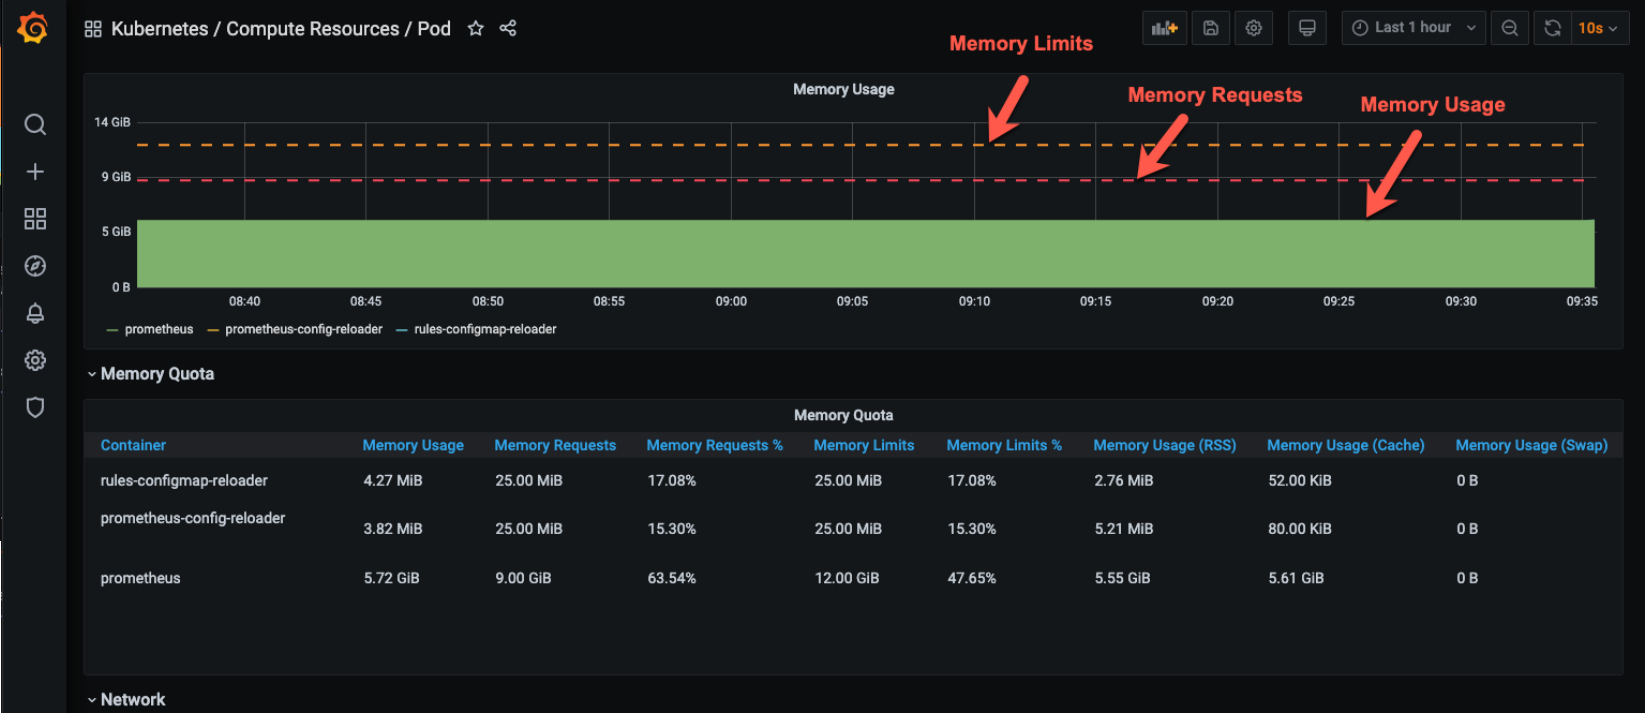 Kubernetes / Compute Resources / Pod
Last 1 hour
10s
Memory Limits
Memory Requests
Memory Usage
Memory Usage
14 GiB
9 GiB
5 GiB
0 B
08:40 08:45 08:50 08:55 09:00 09:05 09:10 09:15 09:20 09:25 09:30 09:35
prometheus prometheus-config-reloader rules-configmap-reloader
Memory Quota
Memory Quota
Container Memory Usage Memory Requests Memory Requests % Memory Limits Memory Limits % Memory Usage (RSS) Memory Usage (Cache) Memory Usage (Swap)
rules-configmap-reloader 4.27 MiB 25.00 MiB 17.08% 25.00 MiB 17.08% 2.76 MiB 52.00 KiB 0 B
prometheus-config-reloader 3.82 MiB 25.00 MiB 15.30% 25.00 MiB 15.30% 5.21 MiB 80.00 KiB 0 B
prometheus 5.72 GiB 9.00 GiB 63.54% 12.00 GiB 47.65% 5.55 GiB 5.61 GiB 0 B
Network